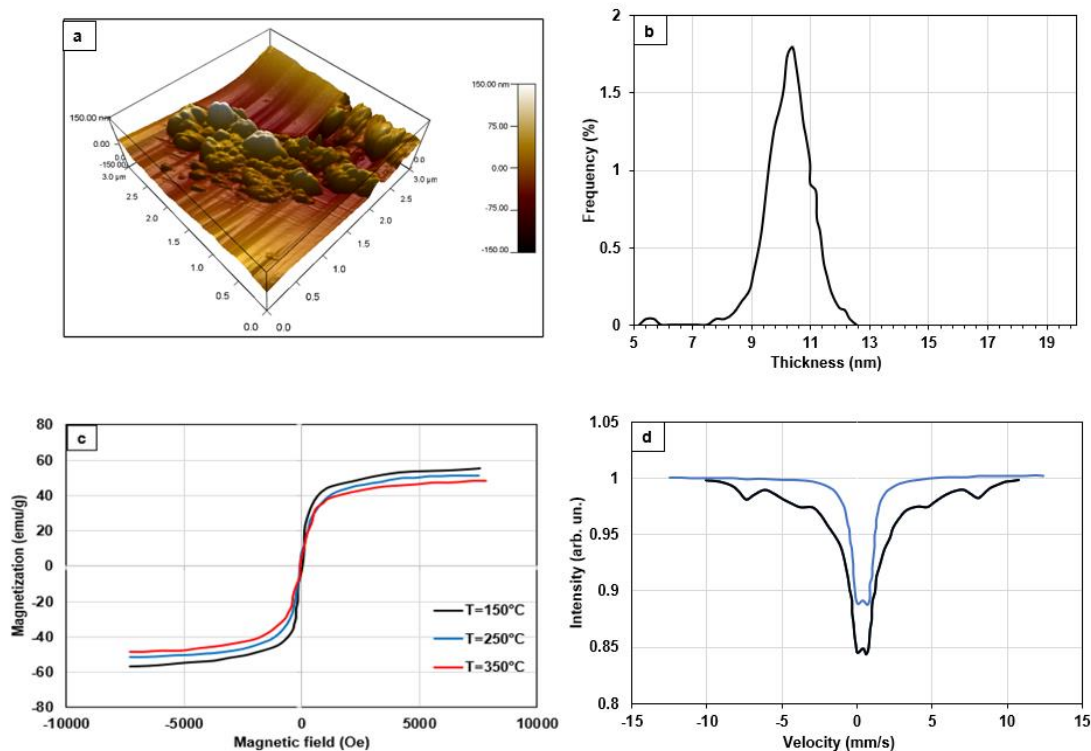 a
150.00 nm
0.00
0.0
-150.00
3.0 µm
2.5
2.0
1.5
1.0
0.5
0.0
0.0
0.5
1.0
1.5
2.0
2.5
3.0 µm
0.0
150.00 nm
75.00
0.00
-75.00
-150.00
b
Frequency (%)
2
1.5
1
0.5
0
5 7 9 11 13 15 17 19
Thickness (nm)
c
Magnetization (emu/g)
80
60
40
20
0
-20
-40
-60
-80
T=150°C
T=250°C
T=350°C
-10000 -5000 0 5000 10000
Magnetic field (Oe)
d
Intensity (arb. un.)
1.05
1
0.95
0.9
0.85
0.8
-15 -10 -5 0 5 10 15
Velocity (mm/s)